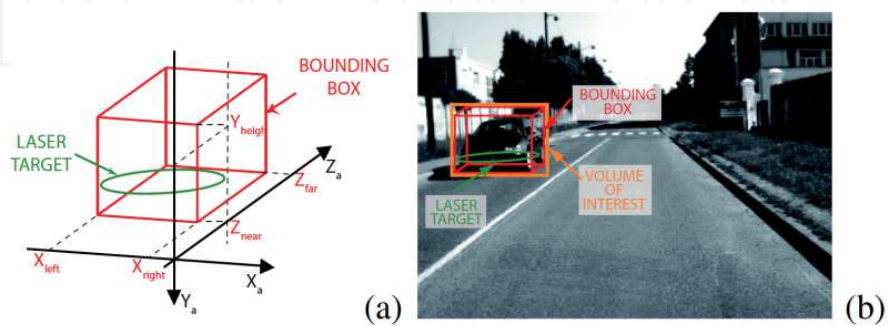 BOUNDING
BOX
LASER
TARGET
Y heigh
Z a
Z far
Z near
X left
X right
X a
Y a
(a)
BOUNDING
BOX
VOLUME
OF
INTEREST
LASER
TARGET
(b)